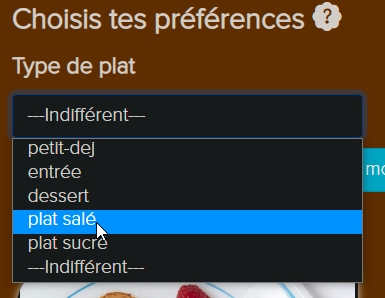 Choisis tes préférences ?
Type de plat
---Indifférent---
petit-dej
entrée
dessert
plat salé
plat sucré
---Indifférent---